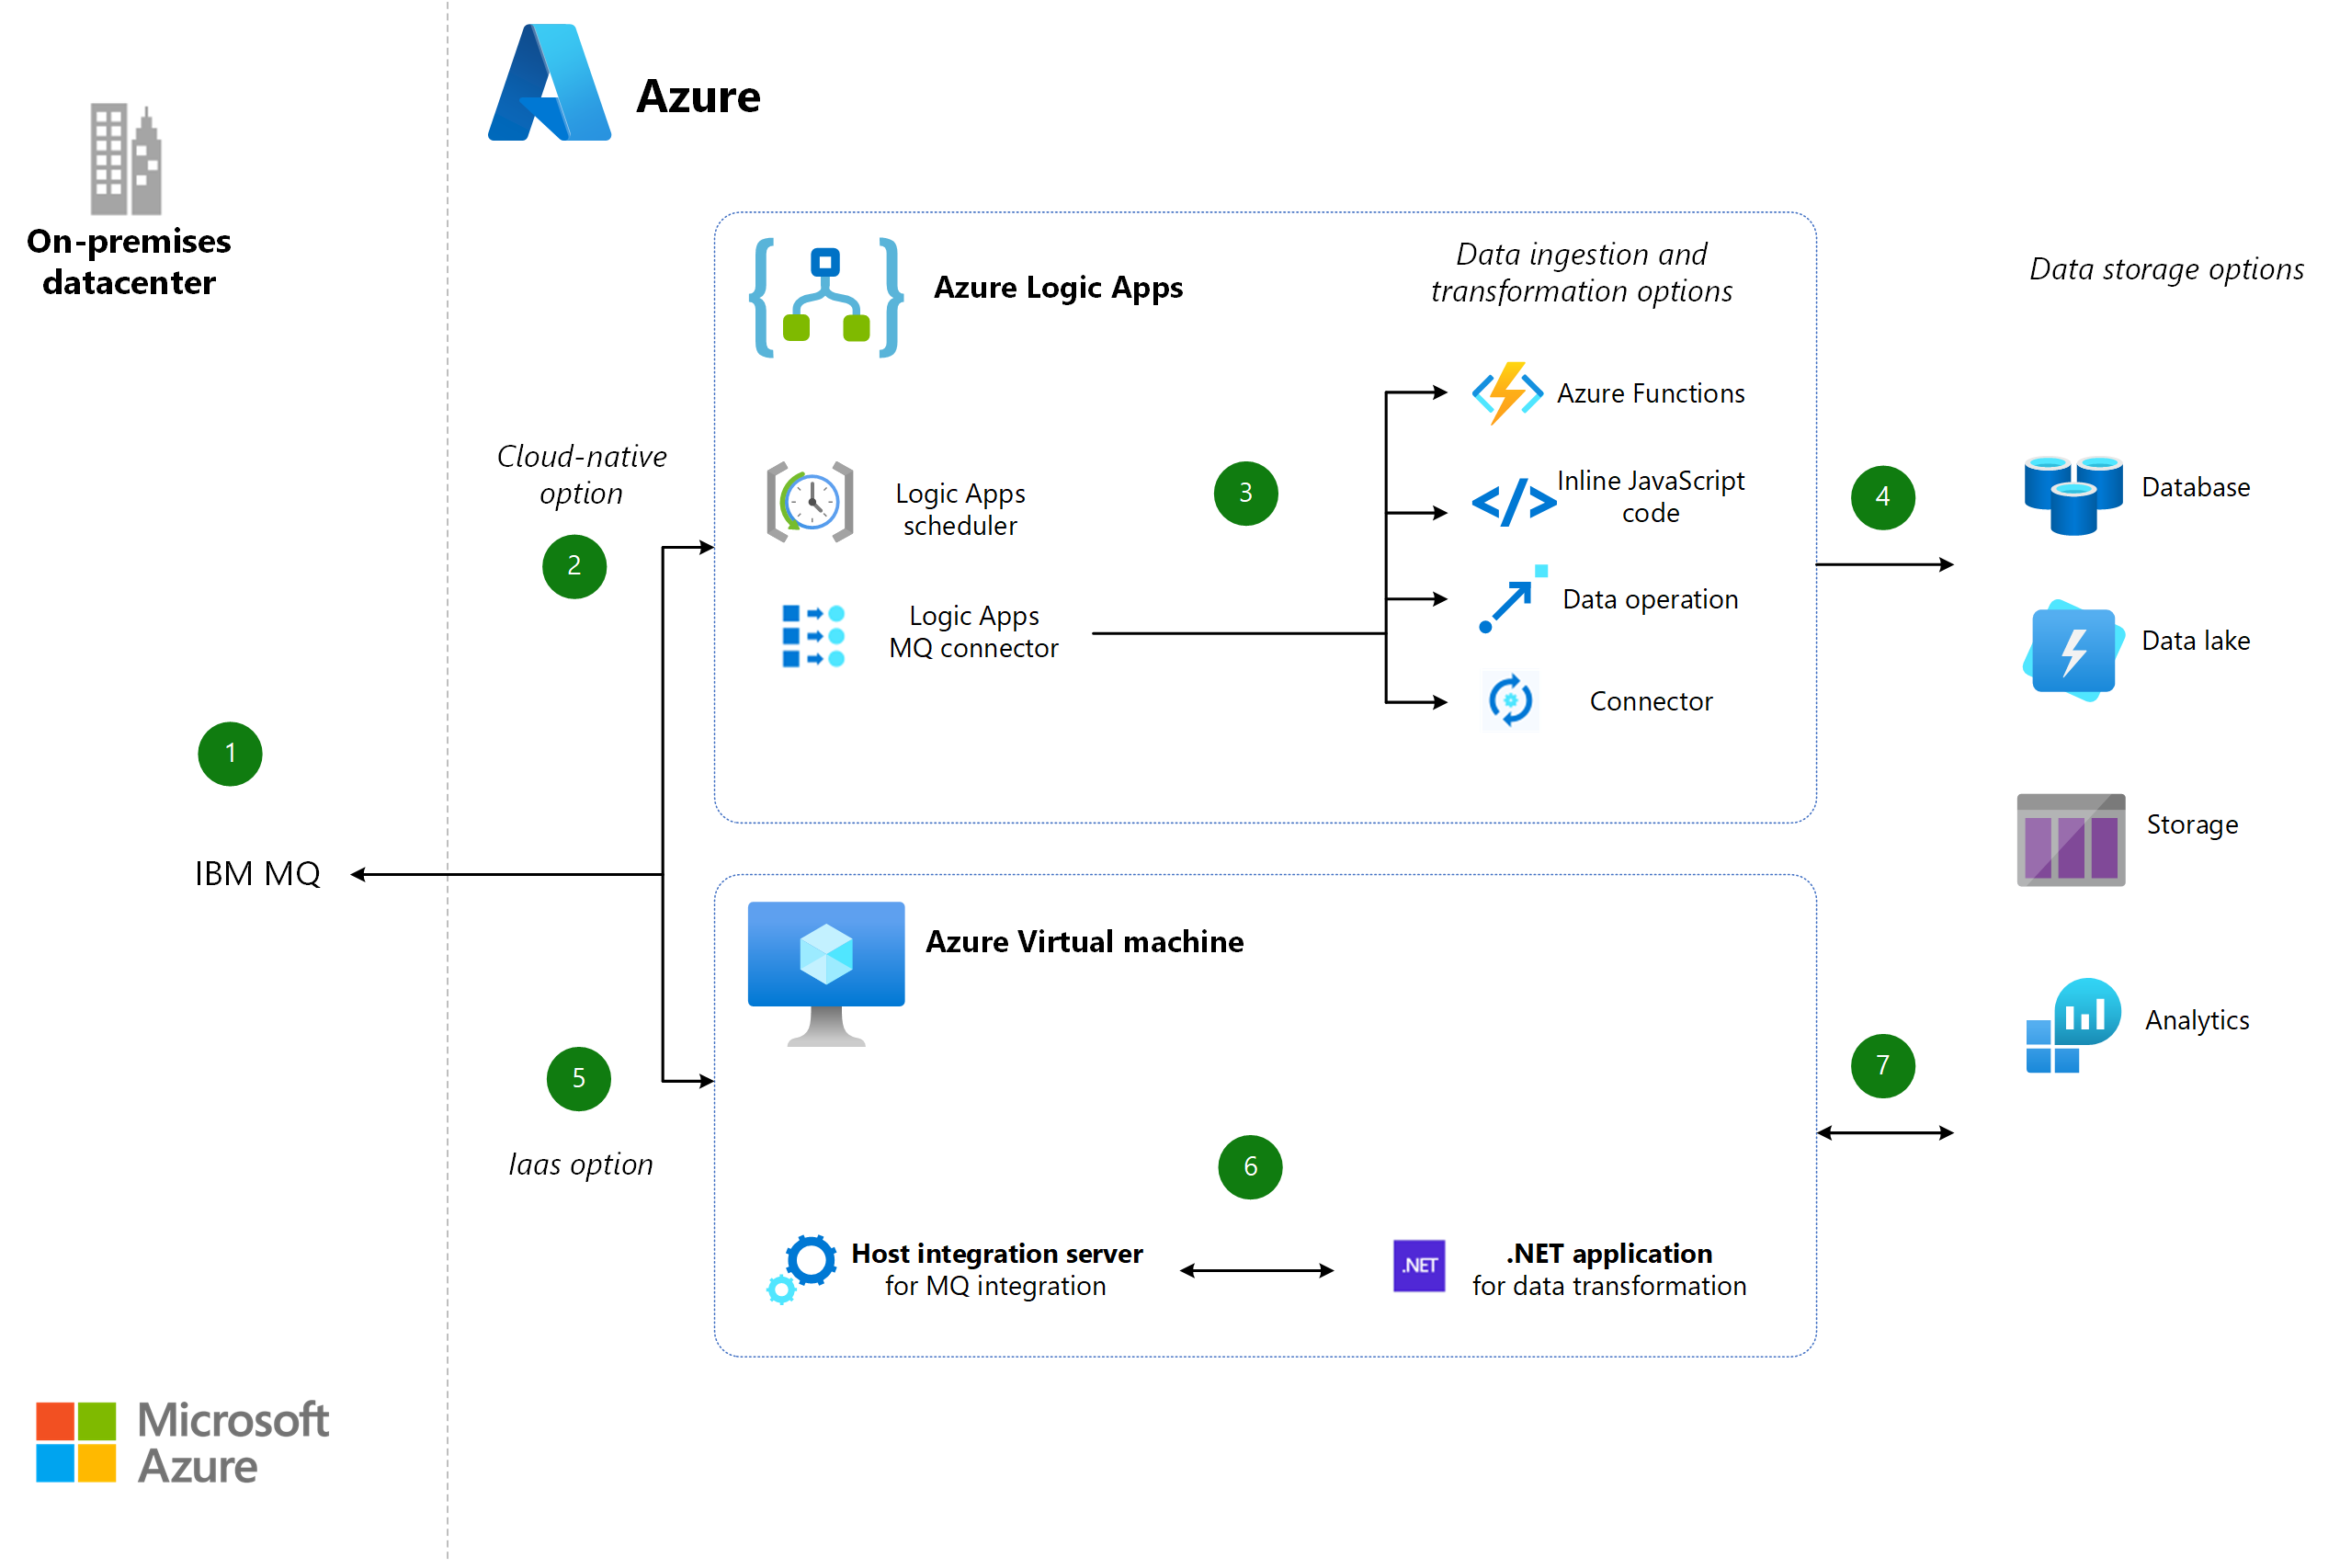 Azure
On-premises
datacenter
Azure Logic Apps
Data ingestion and
transformation options
Data storage options
Azure Functions
Cloud-native
option
2
Logic Apps
scheduler
3
Inline JavaScript
code
4
Database
Logic Apps
MQ connector
Data operation
Data lake
Connector
1
IBM MQ
Storage
Azure Virtual machine
Analytics
5
Iaas option
7
6
Host integration server
for MQ integration
.NET
.NET application
for data transformation
Microsoft
Azure